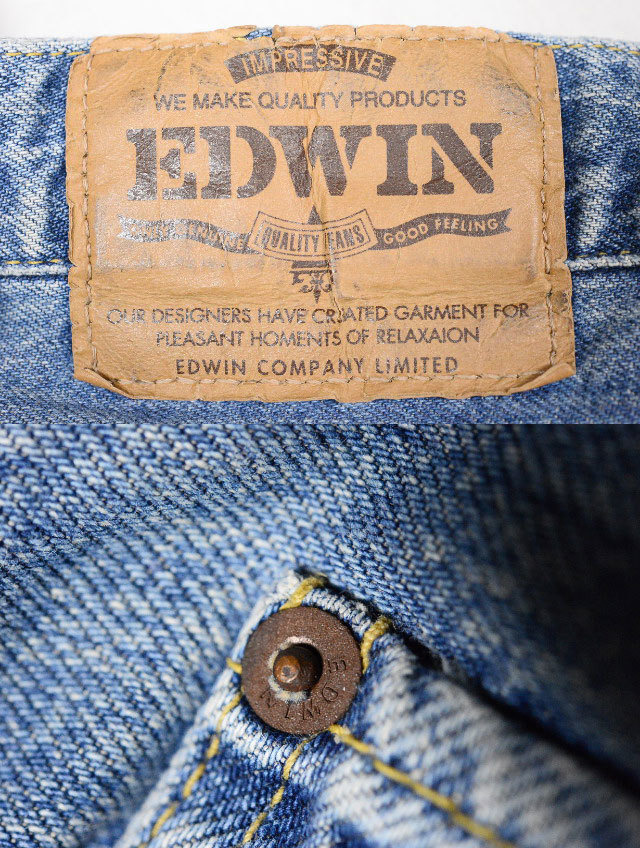 IMPRESSIVE
WE MAKE QUALITY PRODUCTS
EDWIN
QUALITY JEANS
GOOD FEELING
OUR DESIGNERS HAVE CREATED GARMENT FOR
PLEASANT HOMENTS OF RELAXAION
EDWIN COMPANY LIMITED
EDWIN